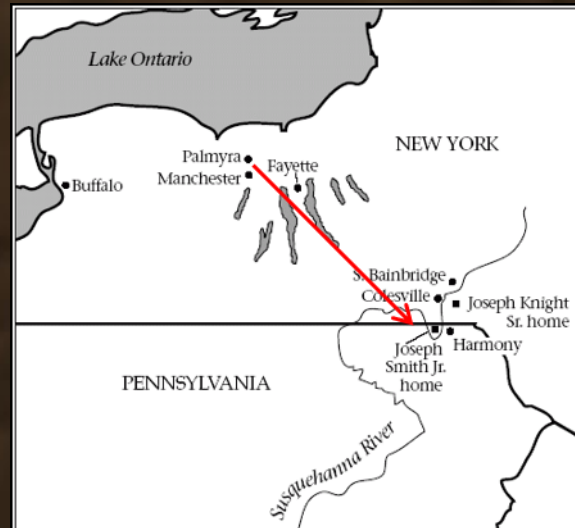 Lake Ontario
NEW YORK
Palmyra
Fayette
Manchester
Buffalo
S. Bainbridge
Colesville
Joseph Knight
Sr. home
Joseph
Smith Jr.
home
Harmony
PENNSYLVANIA
Susquehanna River